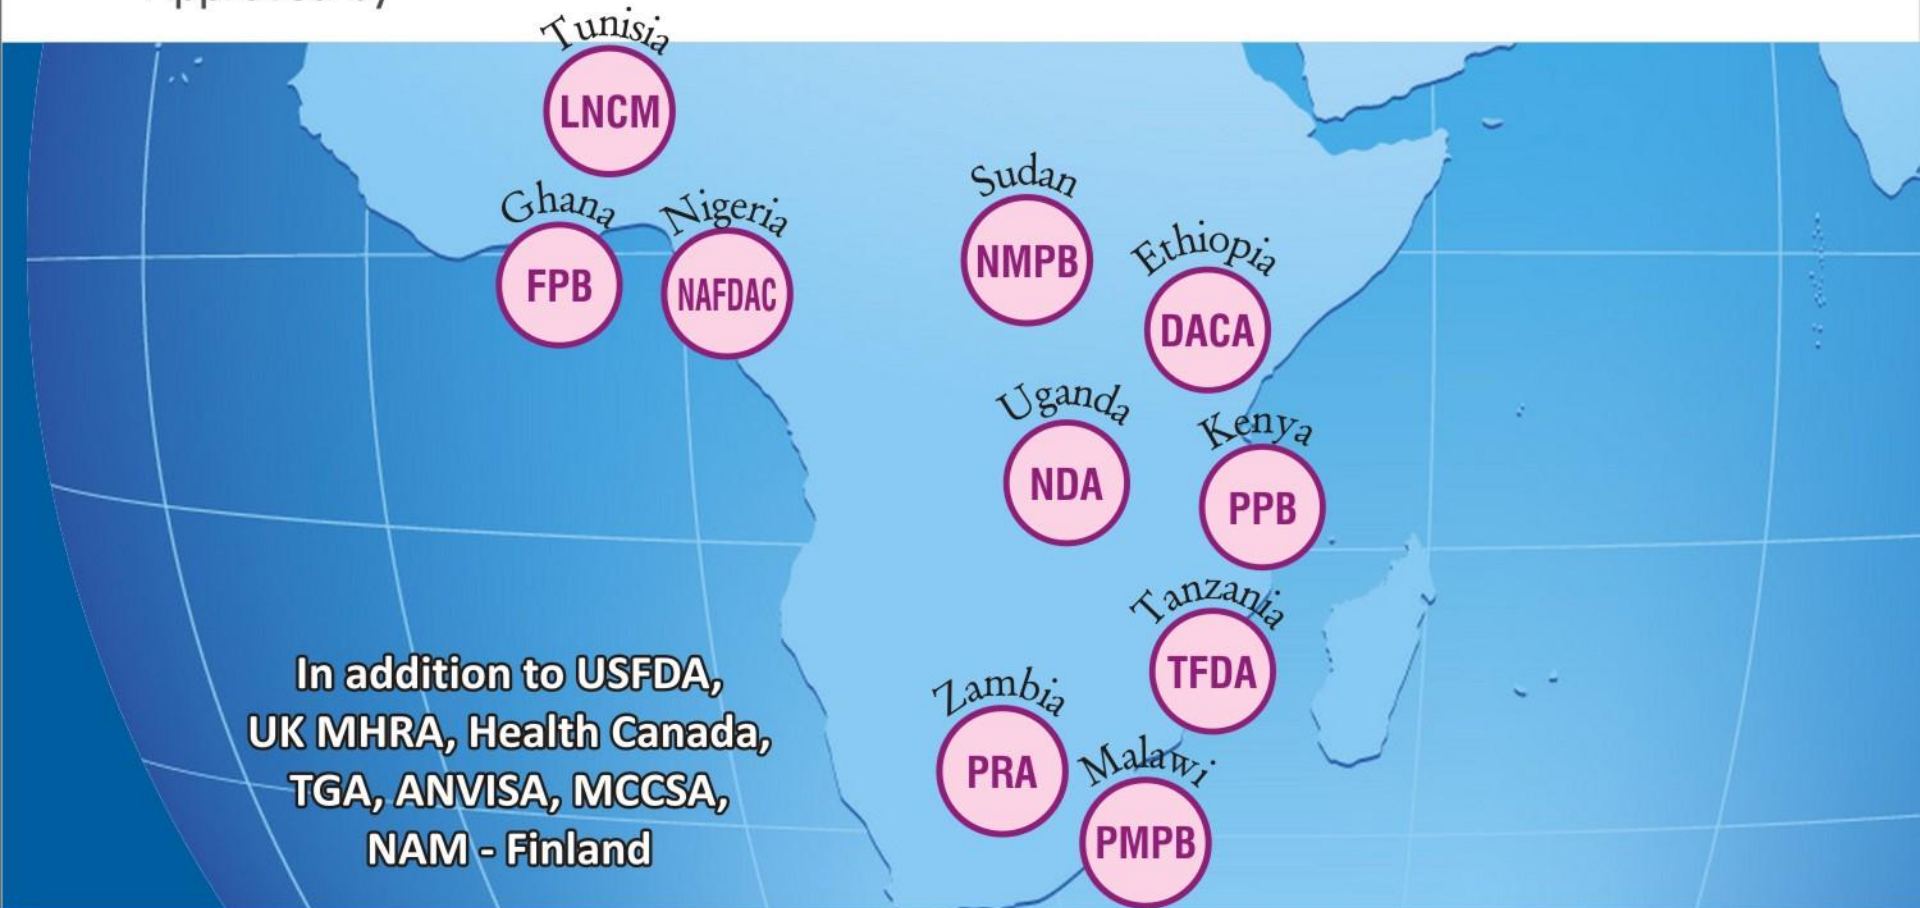 Tunisia
LNCM
Ghana
FPB
Nigeria
NAFDAC
Sudan
NMPB
Ethiopia
DACA
Uganda
NDA
Kenya
PPB
Tanzania
TFDA
Zambia
PRA
Malawi
PMPB
In addition to USFDA,
UK MHRA, Health Canada,
TGA, ANVISA, MCCSA,
NAM - Finland